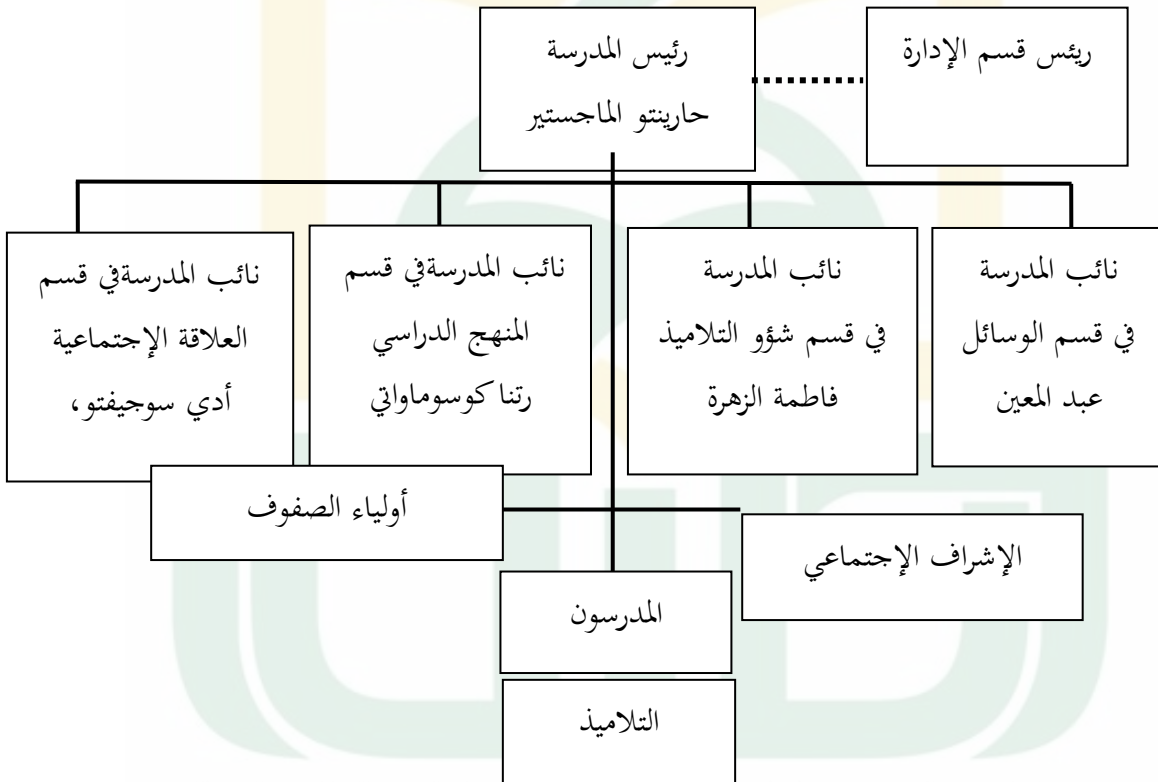 رئيس المدرسة
حارينتو الماجستير
ريئس قسم الإدارة
نائب المدرسة
في قسم الوسائل
عبد المعين
نائب المدرسة
في قسم شؤو التلاميذ
فاطمة الزهرة
نائب المدرسةفي قسم
المنهج الدراسي
رتنا كوسوماواتي
نائب المدرسةفي قسم
العلاقة الإجتماعية
أدي سوجيفتو،
أولياء الصفوف
الإشراف الإجتماعي
المدرسون
التلاميذ